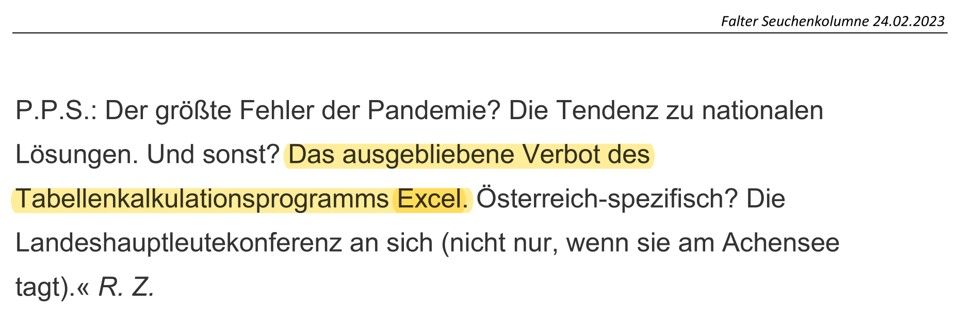 Falter Seuchenkolumne 24.02.2023
P.P.S.: Der größte Fehler der Pandemie? Die Tendenz zu nationalen
Lösungen. Und sonst? Das ausgebliebene Verbot des
Tabellenkalkulationsprogramms Excel. Österreich-spezifisch? Die
Landeshauptleutekonferenz an sich (nicht nur, wenn sie am Achensee
tagt).« R. Z.